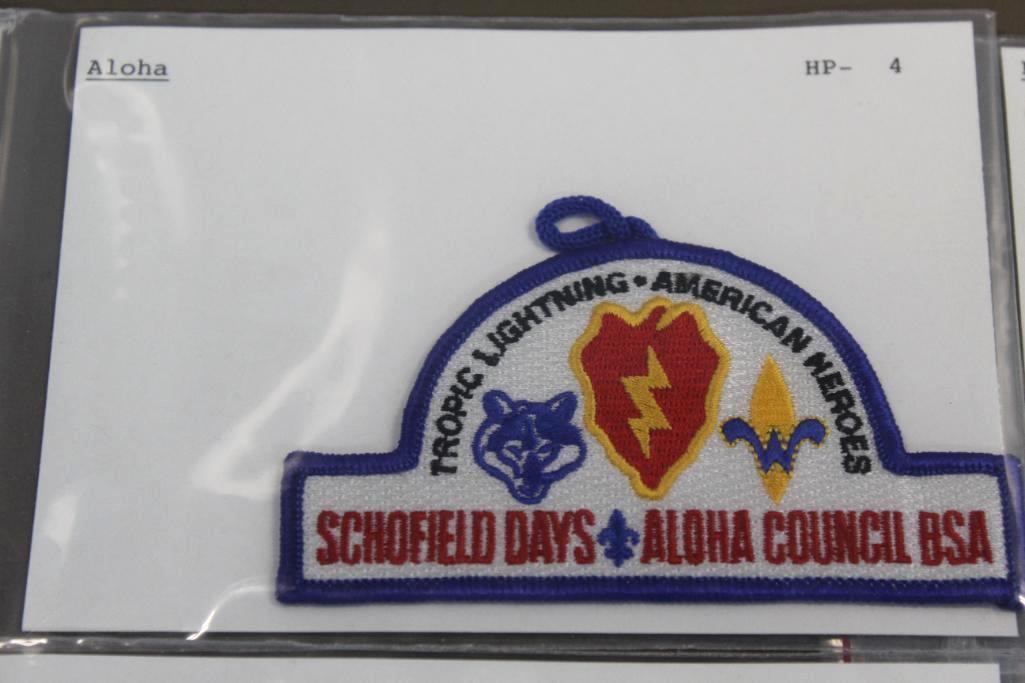 Aloha HP- 4
TROPIC LIGHTNING • AMERICAN HEROES
W
SCHOFIELD DAYS ⚜ ALOHA COUNCIL BSA